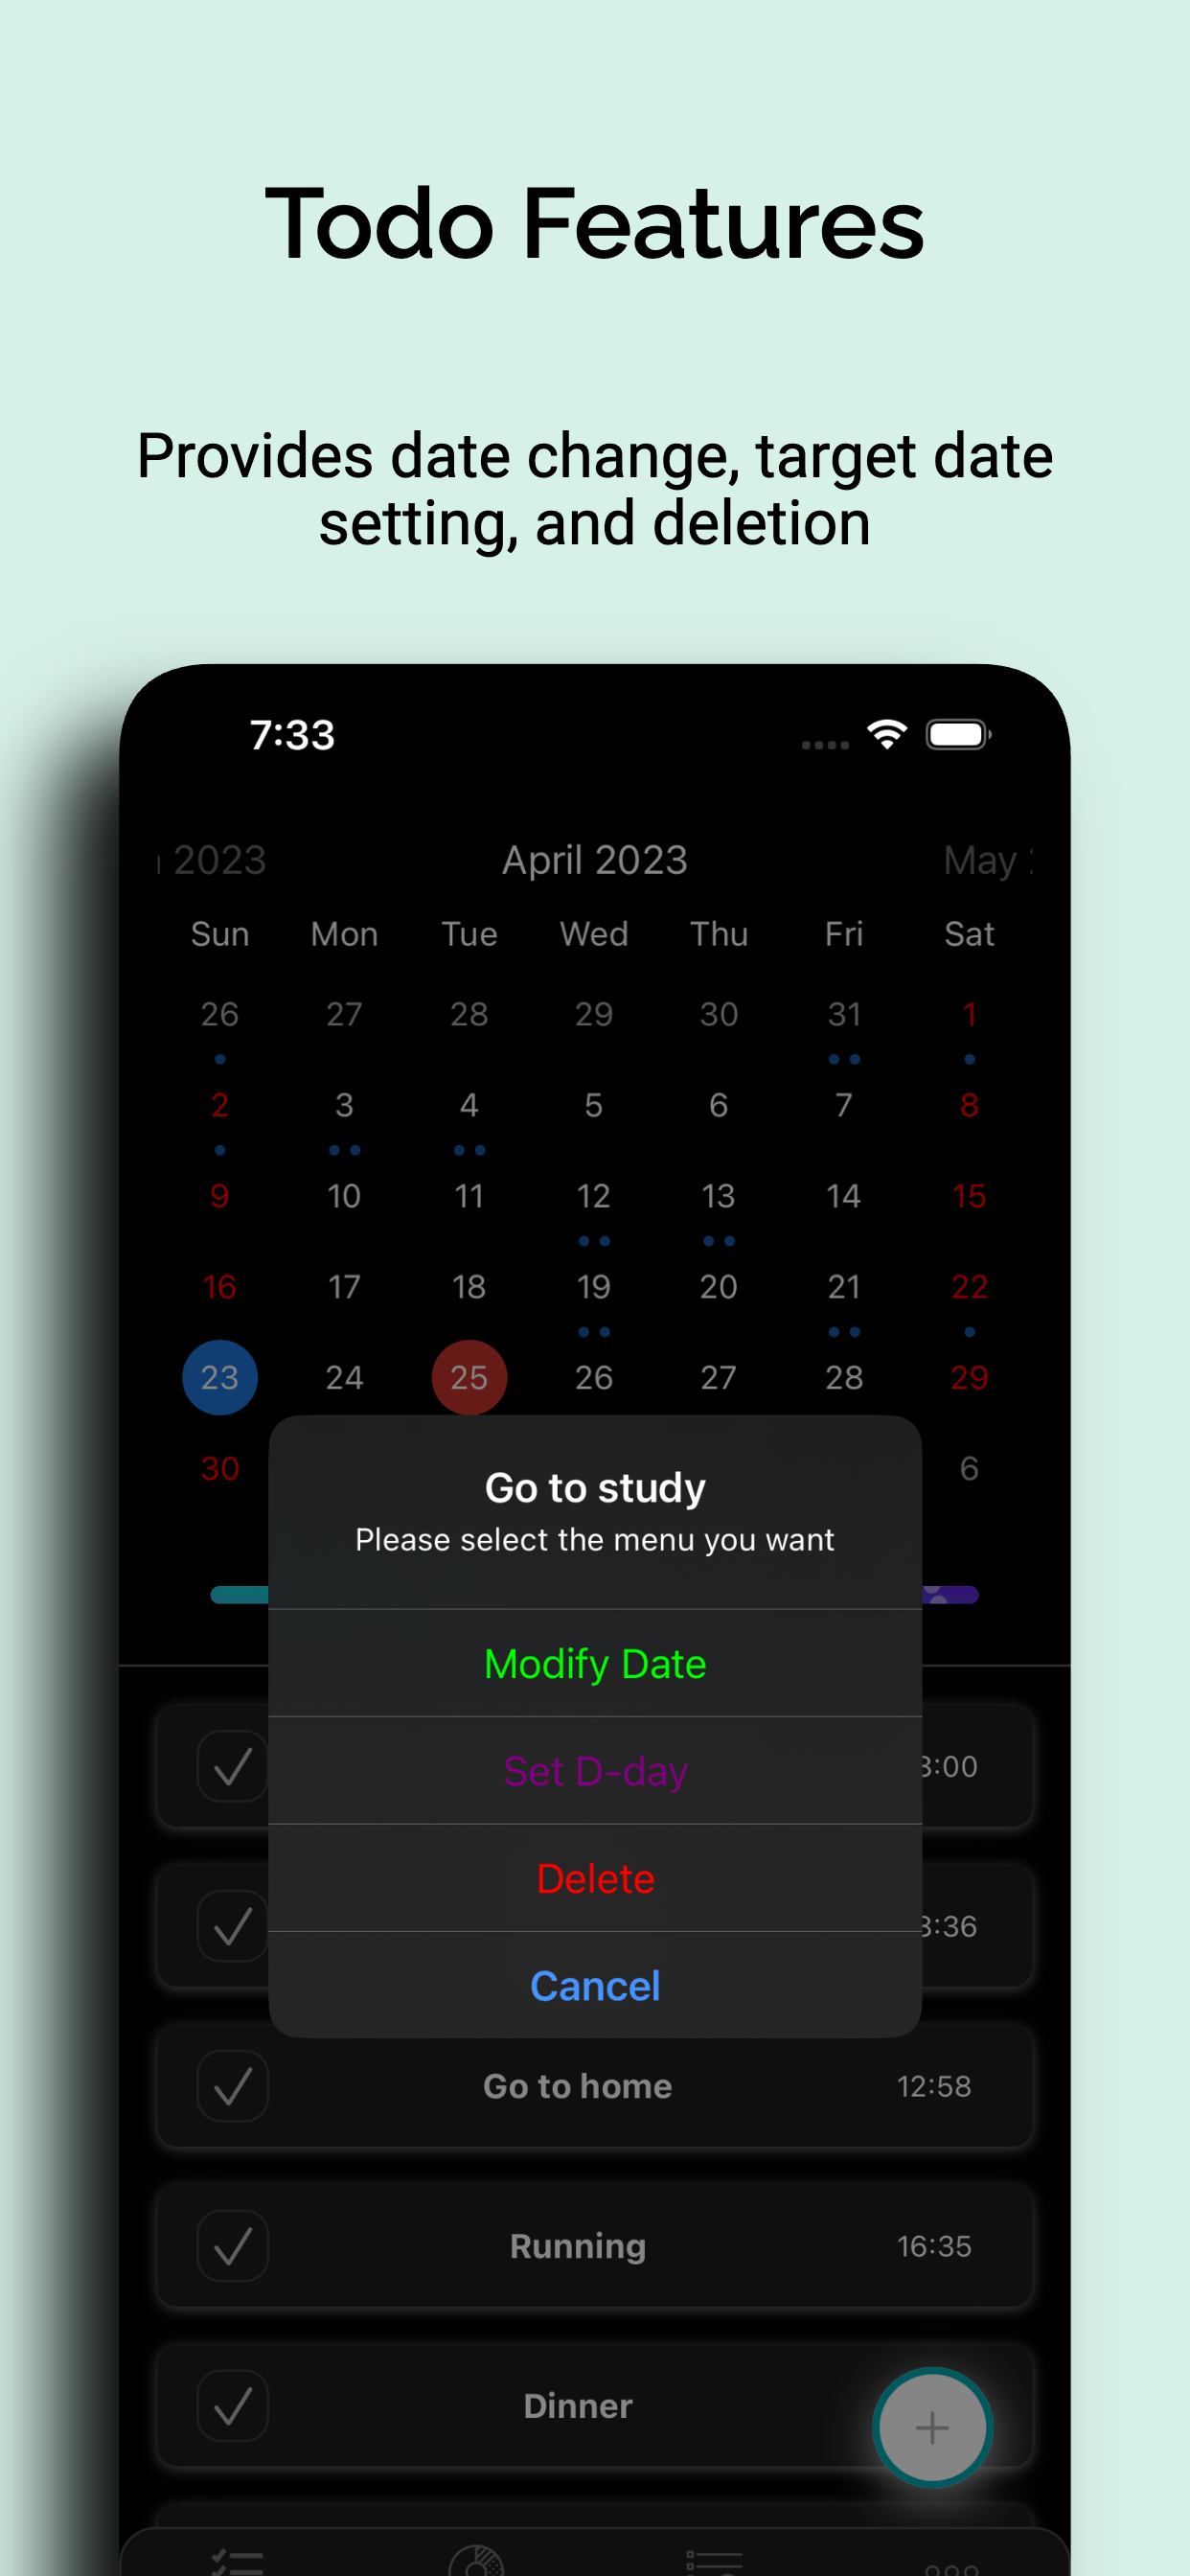 Todo Features
Provides date change, target date
setting, and deletion
7:33
2023 April 2023 May
Sun Mon Tue Wed Thu Fri Sat
26 27 28 29 30 31 1
2 3 4 5 6 7 8
9 10 11 12 13 14 15
16 17 18 19 20 21 22
23 24 25 26 27 28 29
30 6
Go to study
Please select the menu you want
Modify Date
:00
Set D-day
Delete
:36
Cancel
Go to home 12:58
Running 16:35
Dinner
+